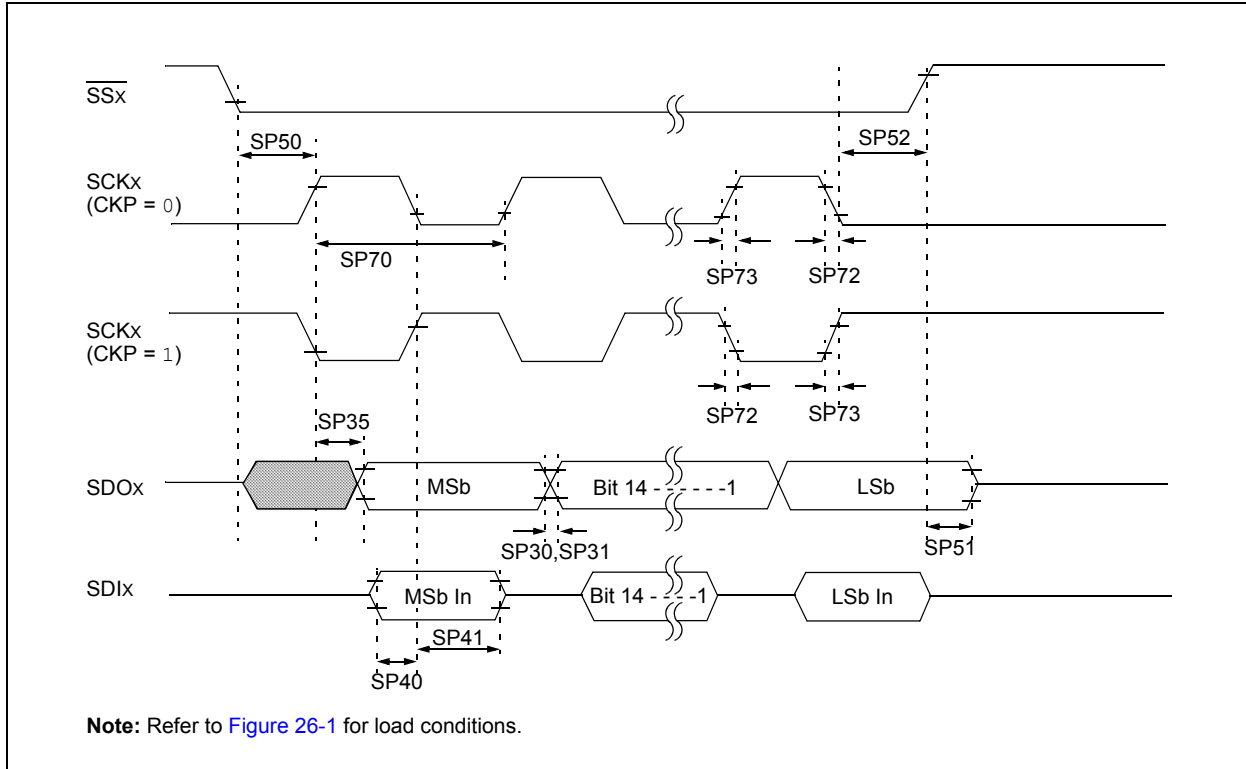 SSx
SP50
SP52
SCKx
(CKP = 0)
SP70
SP73
SP72
SCKx
(CKP = 1)
SP72
SP73
SP35
SDOx
MSb
Bit 14 - - - - - -1
LSb
SP30,SP31
SP51
SDIx
MSb In
Bit 14 - - - -1
LSb In
SP41
SP40
Note: Refer to Figure 26-1 for load conditions.